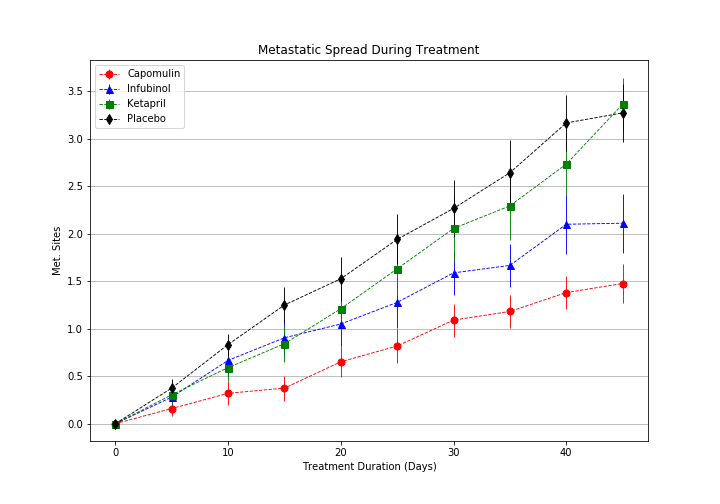 Metastatic Spread During Treatment
Capomulin
Infubinol
Ketapril
Placebo
3.5
3.0
2.5
2.0
1.5
1.0
0.5
0.0
Met. Sites
0 10 20 30 40
Treatment Duration (Days)